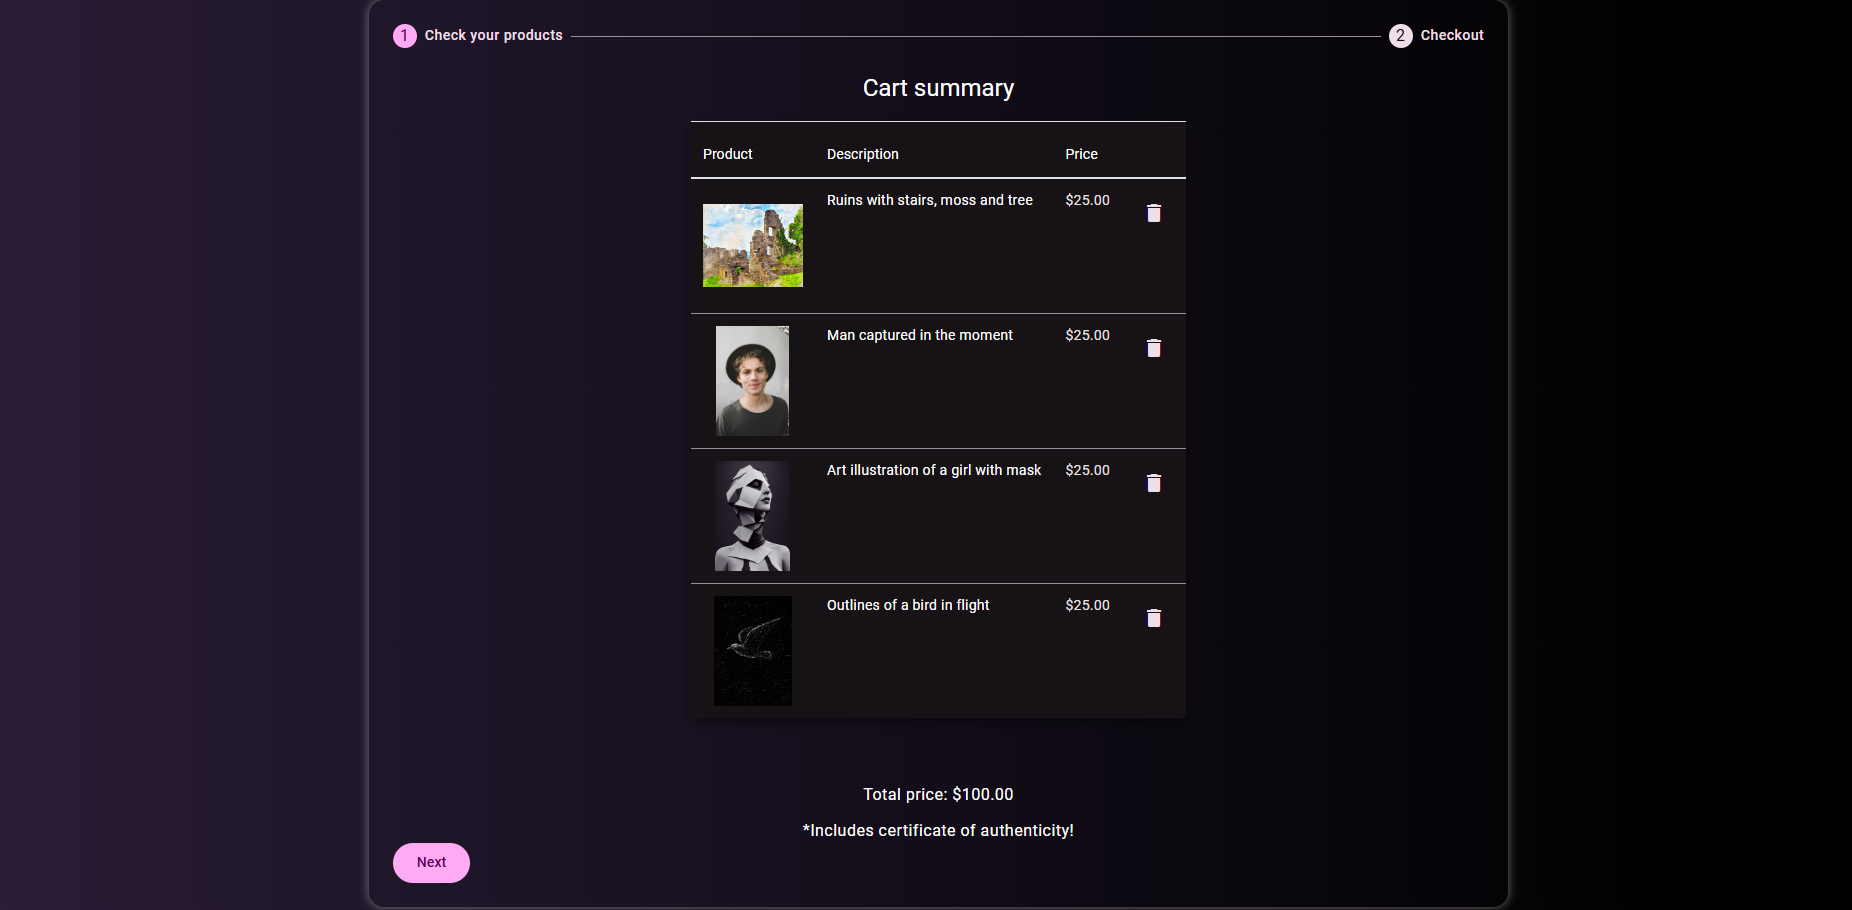 1 Check your products 2 Checkout
Cart summary
Product Description Price
Ruins with stairs, moss and tree $25.00
Man captured in the moment $25.00
Art illustration of a girl with mask $25.00
Outlines of a bird in flight $25.00
Total price: $100.00
*Includes certificate of authenticity!
Next